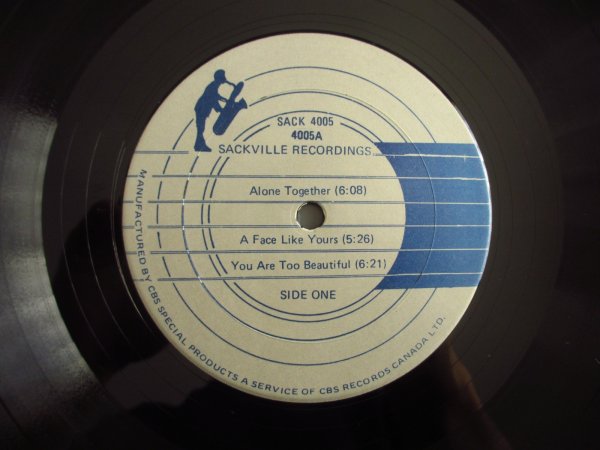 SACK 4005
4005A
SACKVILLE RECORDINGS
Alone Together (6:08)
A Face Like Yours (5:26)
You Are Too Beautiful (6:21)
SIDE ONE
MANUFACTURED BY CBS SPECIAL PRODUCTS A SERVICE OF CBS RECORDS CANADA LTD.